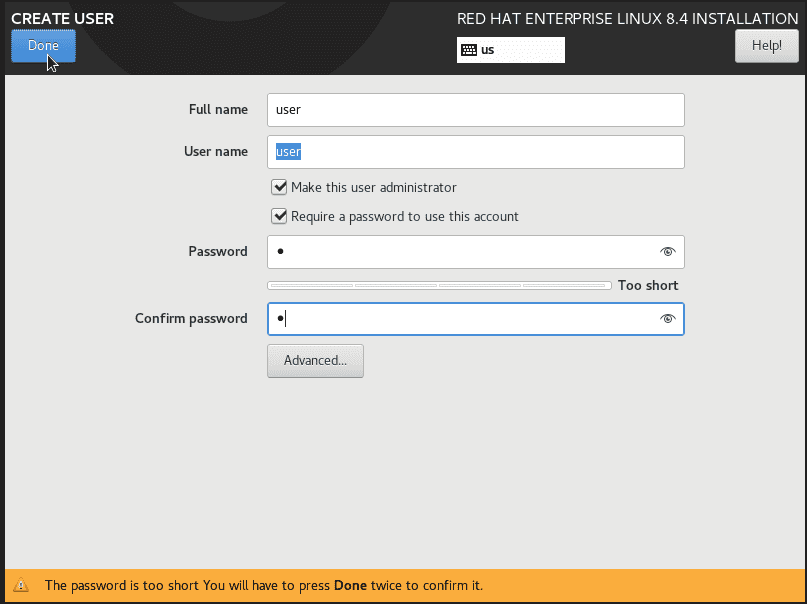 CREATE USER
RED HAT ENTERPRISE LINUX 8.4 INSTALLATION
Done
us
Help!
Full name
user
User name
user
Make this user administrator
Require a password to use this account
Password
●
Too short
Confirm password
●
Advanced...
The password is too short You will have to press Done twice to confirm it.